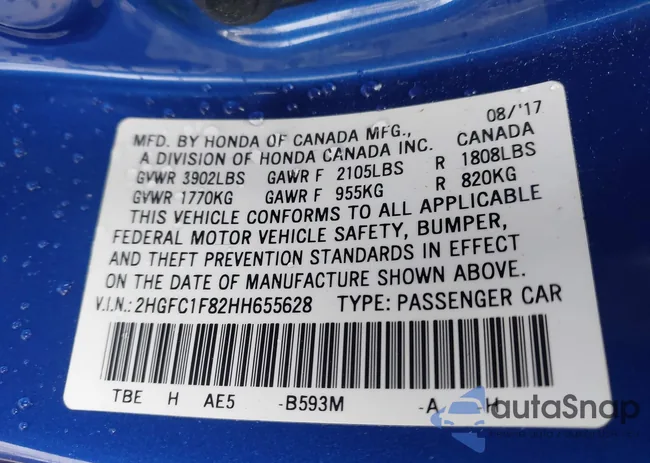 08/'17
MFD. BY HONDA OF CANADA MFG.,
A DIVISION OF HONDA CANADA INC. CANADA
GVWR 3902LBS GAWR F 2105LBS R 1808LBS
GVWR 1770KG GAWR F 955KG R 820KG
THIS VEHICLE CONFORMS TO ALL APPLICABLE
FEDERAL MOTOR VEHICLE SAFETY, BUMPER,
AND THEFT PREVENTION STANDARDS IN EFFECT
ON THE DATE OF MANUFACTURE SHOWN ABOVE.
V.I.N.: 2HGFC1F82HH655628 TYPE: PASSENGER CAR
TBE H AE5 -B593M -A -H
autaSnap